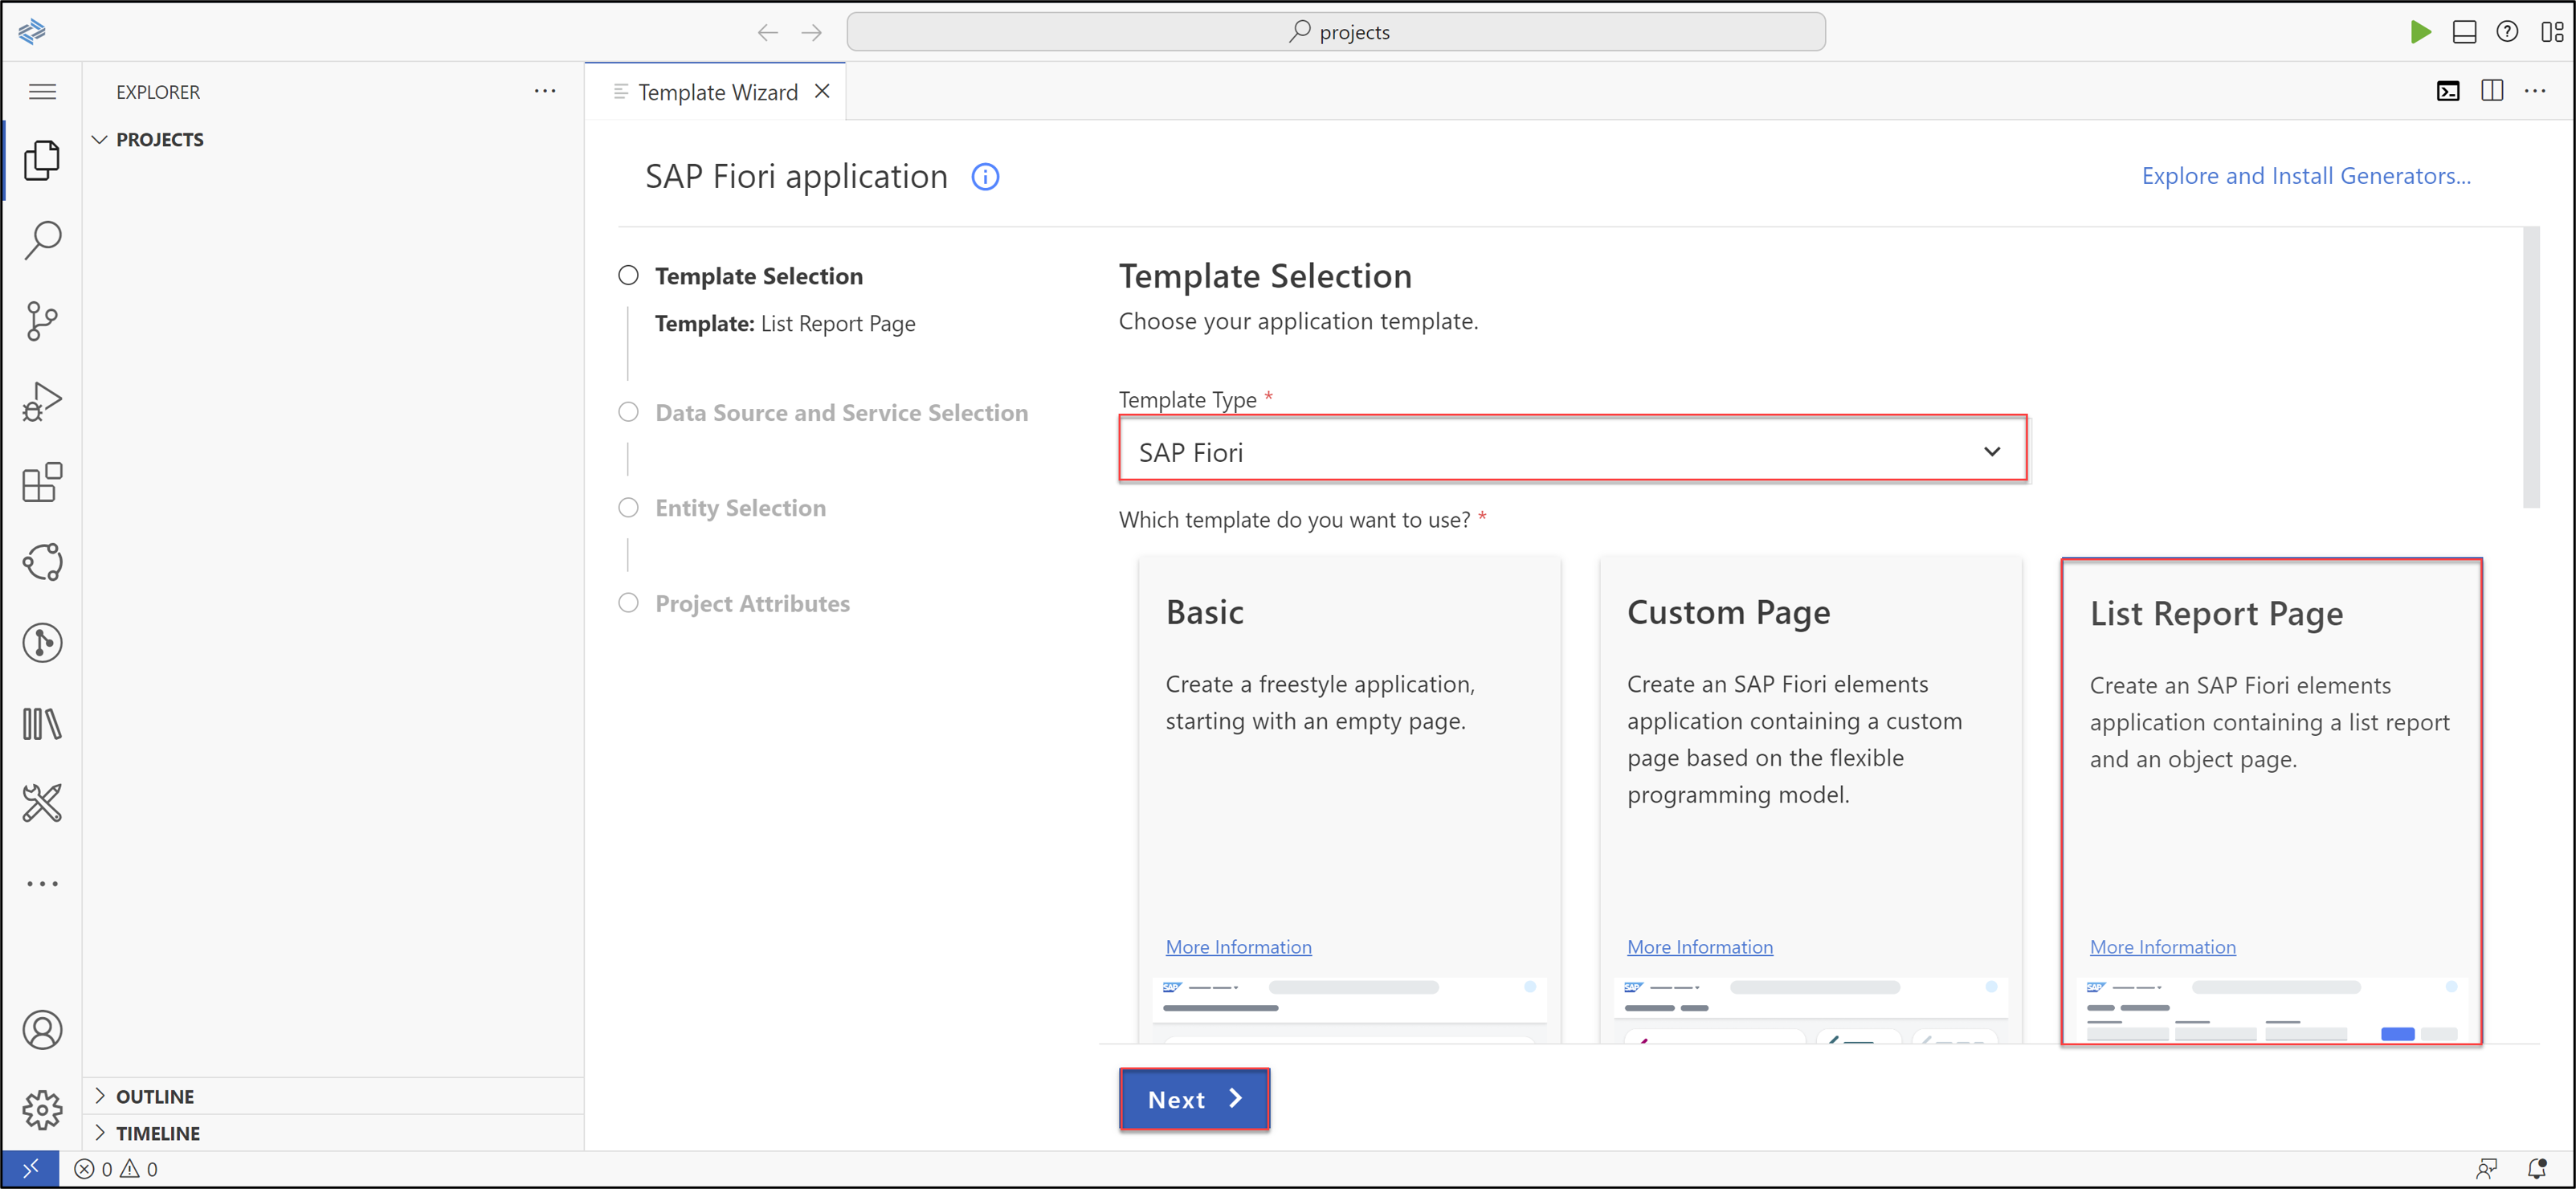 projects
EXPLORER
Template Wizard
PROJECTS
SAP Fiori application
Explore and Install Generators...
Template Selection
Template: List Report Page
Data Source and Service Selection
Entity Selection
Project Attributes
Template Selection
Choose your application template.
Template Type *
SAP Fiori
Which template do you want to use? *
Basic
Create a freestyle application,
starting with an empty page.
More Information
SAP
Custom Page
Create an SAP Fiori elements
application containing a custom
page based on the flexible
programming model.
More Information
SAP
List Report Page
Create an SAP Fiori elements
application containing a list report
and an object page.
More Information
SAP
Next
OUTLINE
TIMELINE
0 0